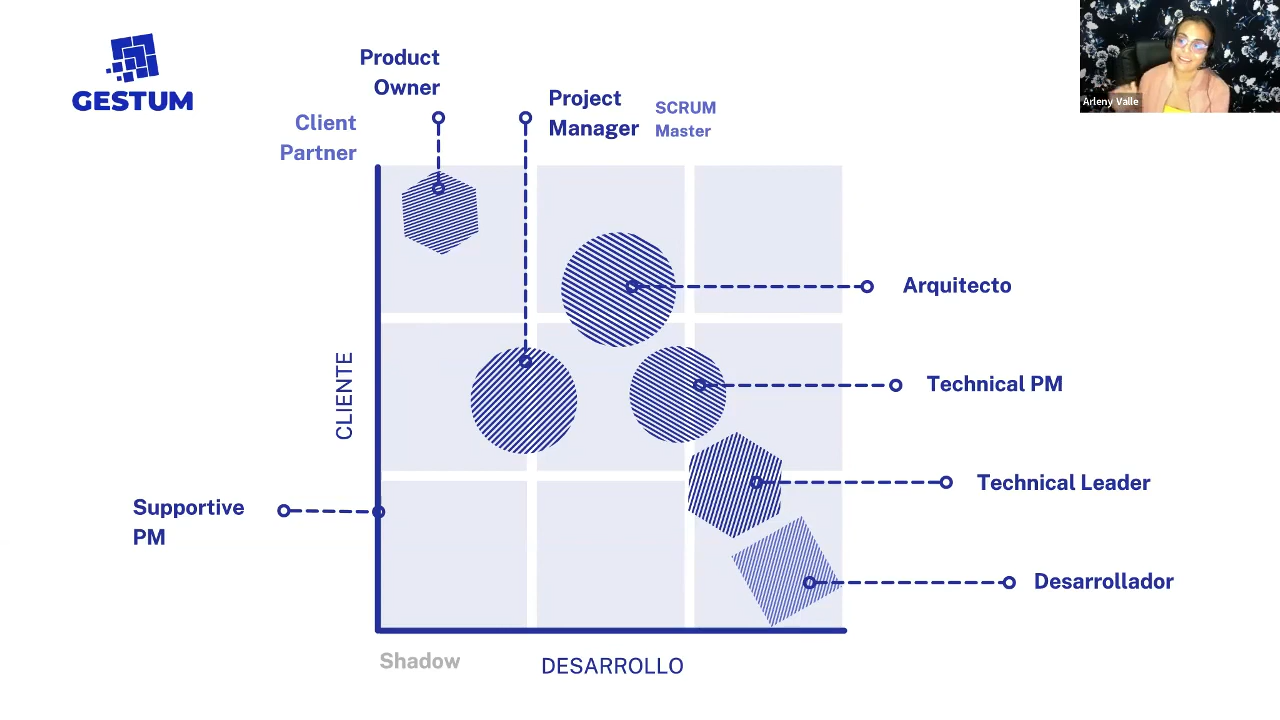 GESTUM
Product
Owner
Client
Partner
Project
Manager
SCRUM
Master
Arleny Valle
Arquitecto
Technical PM
CLIENTE
Technical Leader
Supportive
PM
Desarrollador
Shadow
DESARROLLO